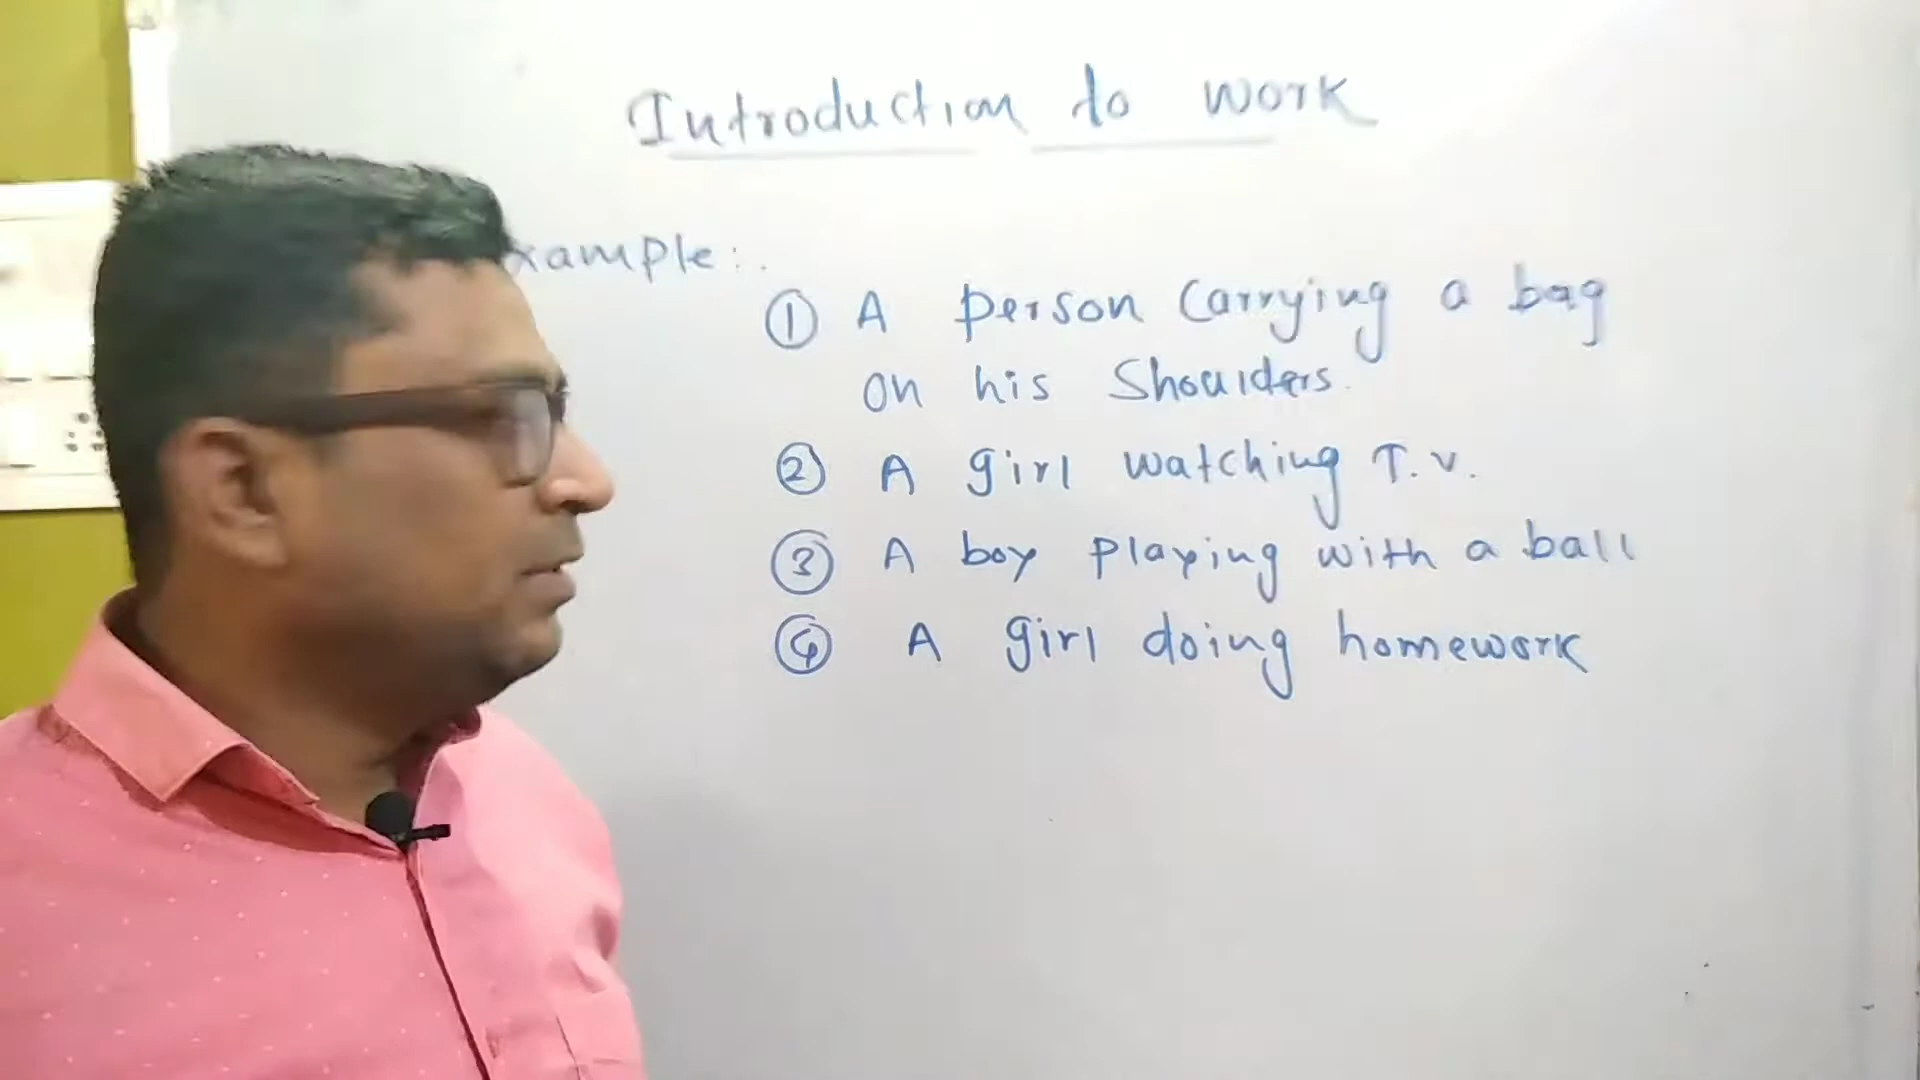 Introduction to work
xample:.
① A person Carrying a bag
on his Shoulders.
② A girl watching T.V.
③ A boy playing with a ball
④ A girl doing homework